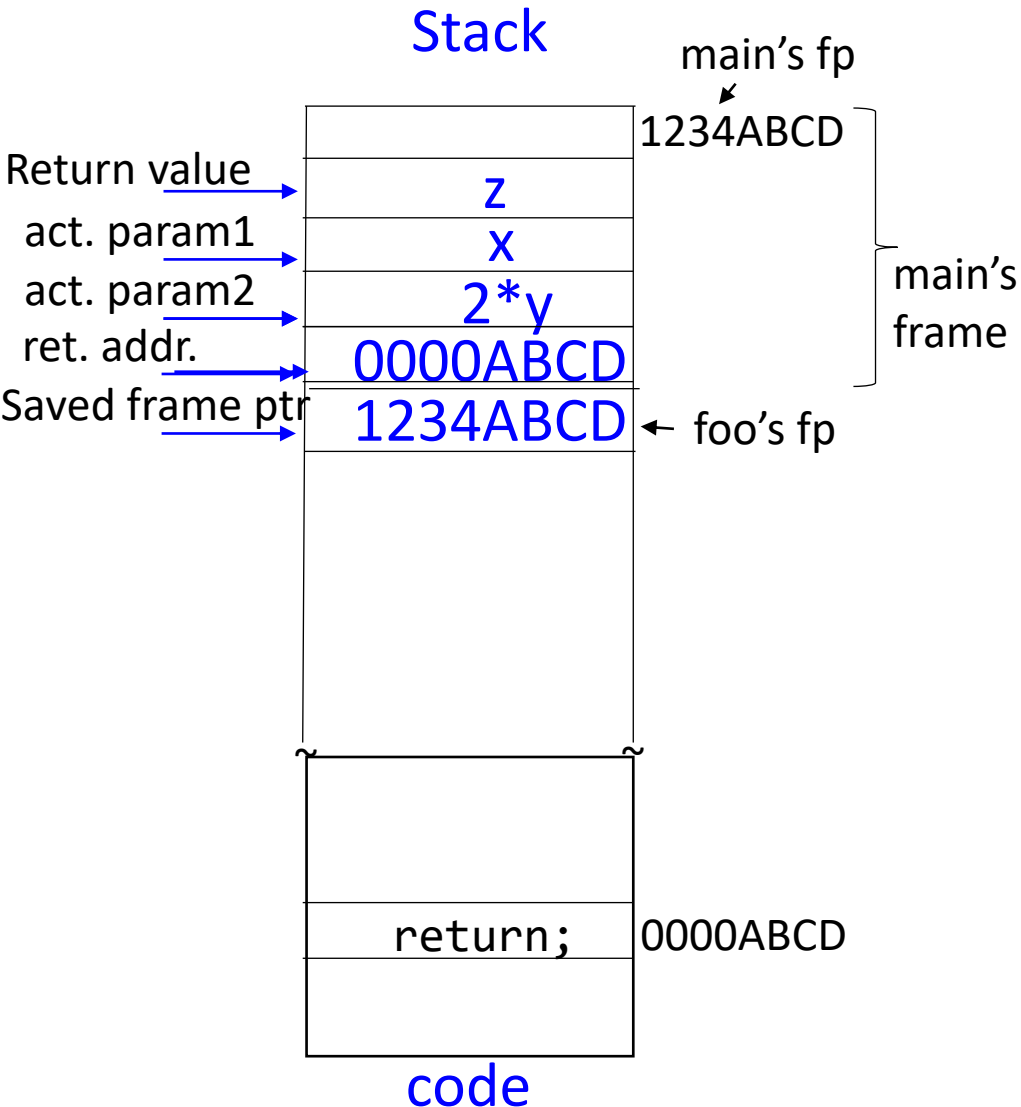 Stack
main's fp
1234ABCD
Return value
z
act. param1
x
act. param2
2*y
main's
frame
ret. addr.
0000ABCD
Saved frame ptr
1234ABCD
foo's fp
~ ~
return;
0000ABCD
code